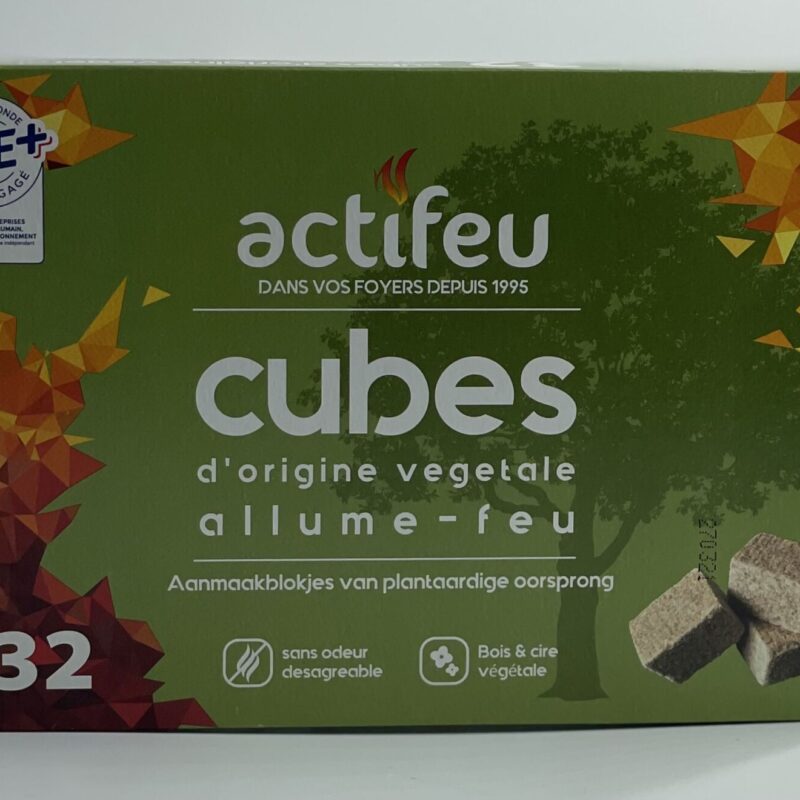 E+
GAGÉ
actifeu
DANS VOS FOYERS DEPUIS 1995
cubes
d'origine vegetale
allume-feu
Aanmaakblokjes van plantaardige oorsprong
32
sans odeur
desagreable
Bois & cire
végétale